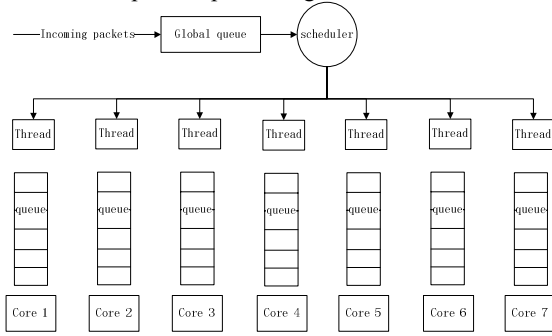 Incoming packets
Global queue
scheduler
Thread Thread Thread Thread Thread Thread Thread
queue queue queue queue queue queue queue
Core 1 Core 2 Core 3 Core 4 Core 5 Core 6 Core 7